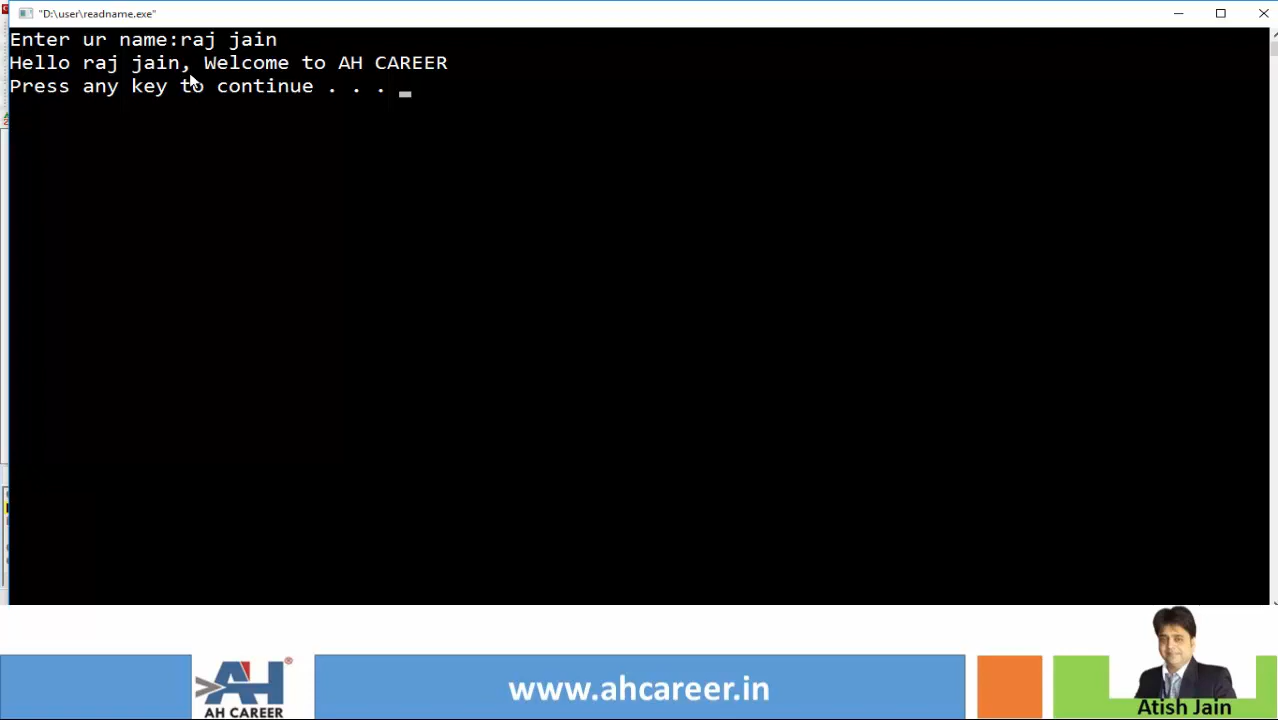 "D:\user\readname.exe"
Enter ur name:raj jain
Hello raj jain, Welcome to AH CAREER
Press any key to continue . . .
AH
®
AH CAREER
www.ahcareer.in
Atish Jain